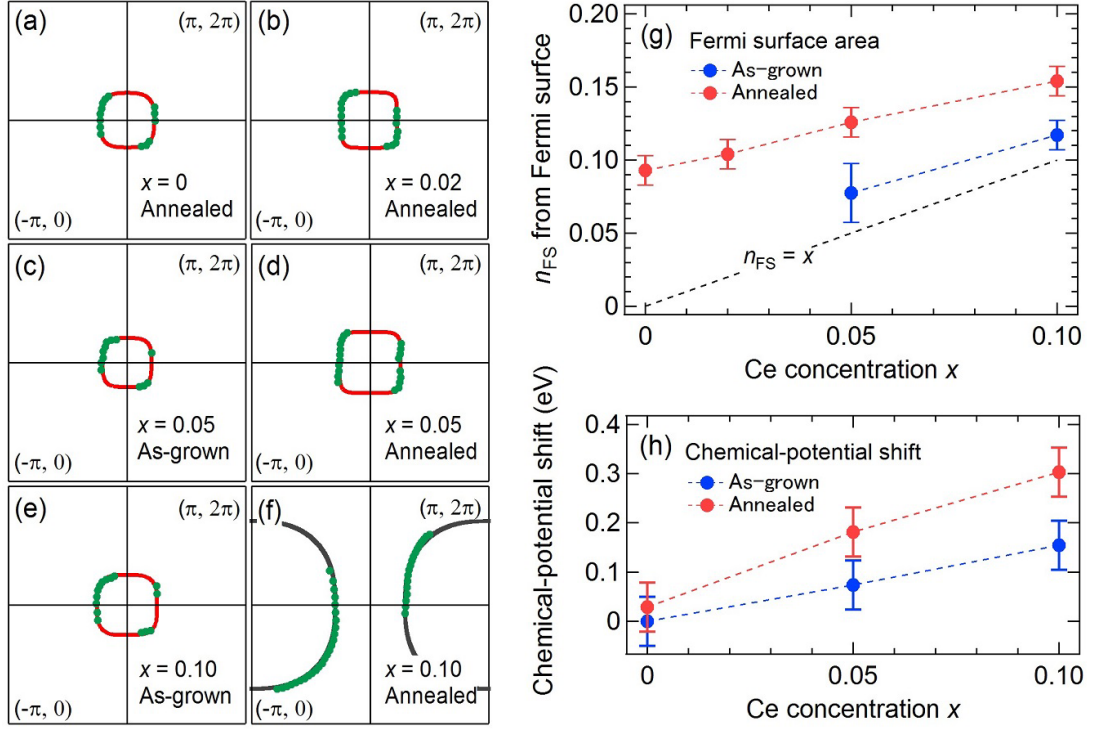 (a)
(π, 2π)
x = 0
Annealed
(-π, 0)
(b)
(π, 2π)
x = 0.02
Annealed
(-π, 0)
(c)
(π, 2π)
x = 0.05
As-grown
(-π, 0)
(d)
(π, 2π)
x = 0.05
Annealed
(-π, 0)
(e)
(π, 2π)
x = 0.10
As-grown
(-π, 0)
(f)
(π, 2π)
x = 0.10
Annealed
(-π, 0)
(g)
Fermi surface area
As-grown
Annealed
nFS = x
nFS from Fermi surfce
0.20
0.15
0.10
0.05
0
0
0.05
0.10
Ce concentration x
(h)
Chemical-potential shift
As-grown
Annealed
Chemical-potential shift (eV)
0.4
0.3
0.2
0.1
0
0
0.05
0.10
Ce concentration x